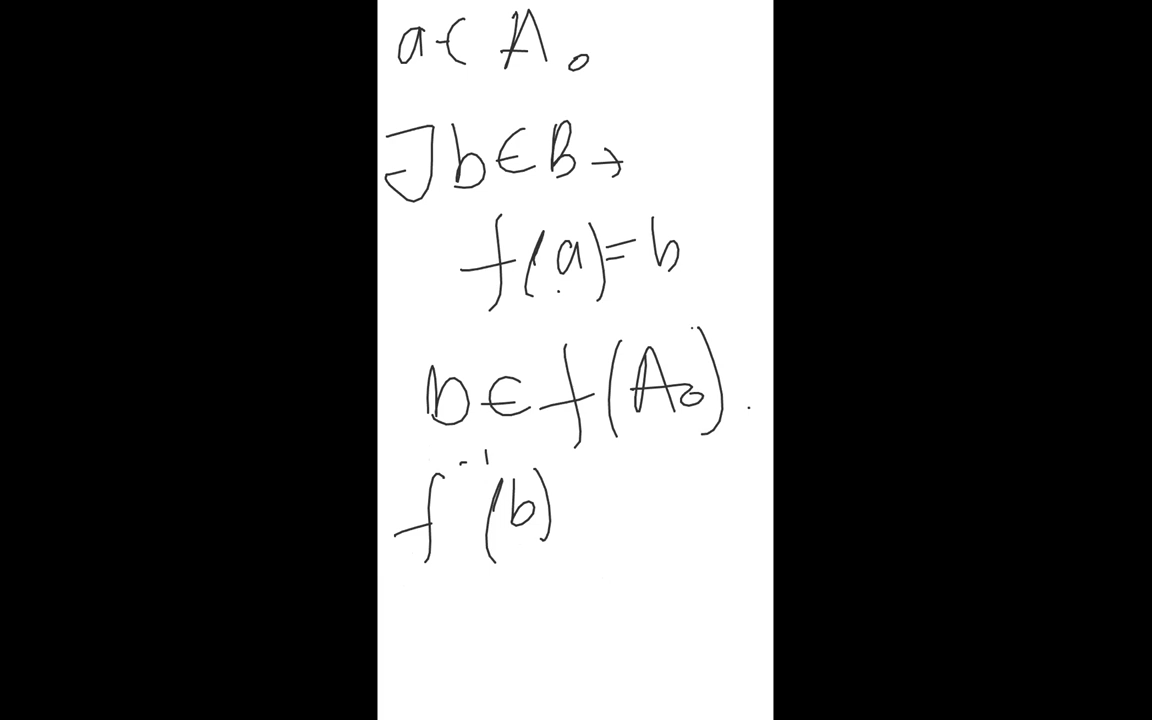 a ∈ A₀
∃ b ∈ B →
f(a) = b
b ∈ f(A₀).
f⁻¹(b)